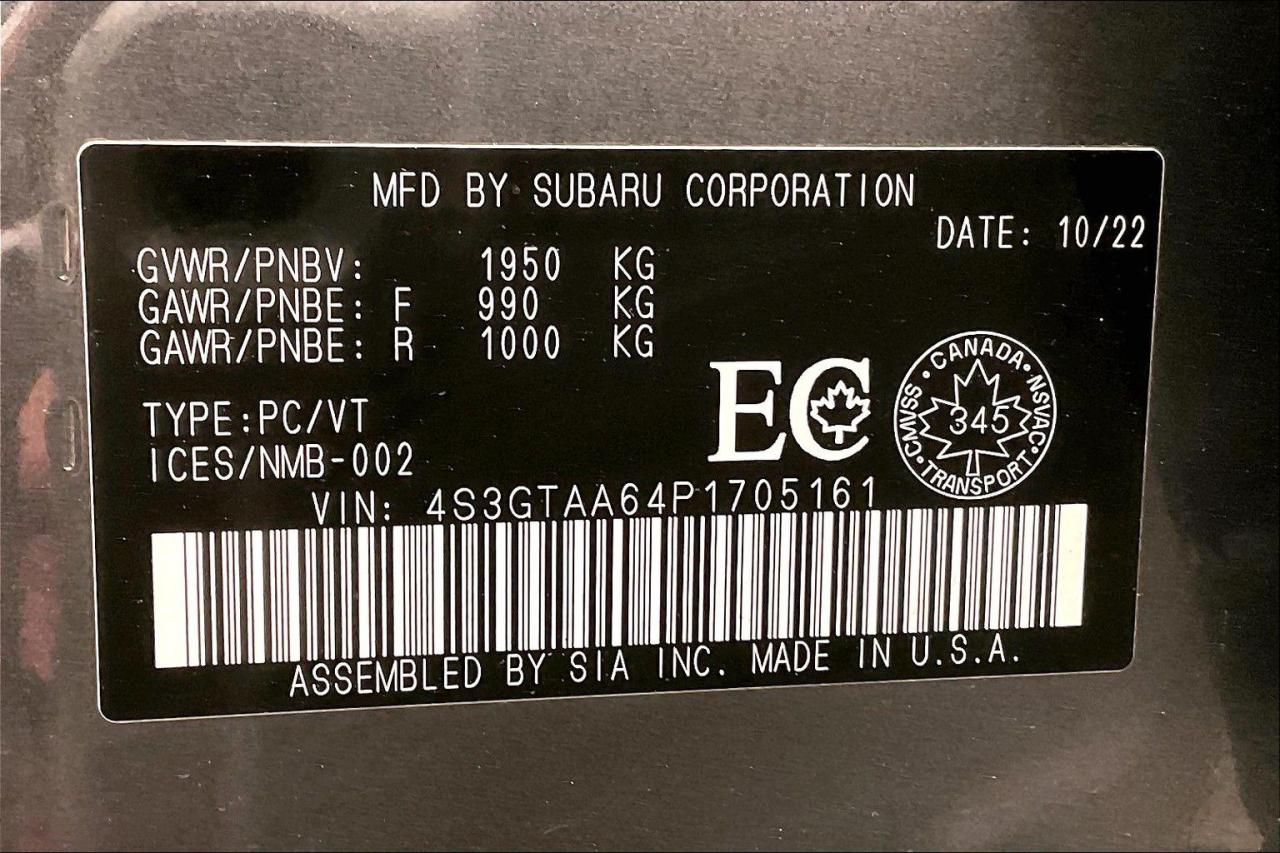 MFD BY SUBARU CORPORATION
DATE: 10/22
GVWR/PNBV: 1950 KG
GAWR/PNBE: F 990 KG
GAWR/PNBE: R 1000 KG
TYPE:PC/VT
ICES/NMB-002
EC
CANADA·NSVAC·TRANSPORT·CMVSS·
345
VIN: 4S3GTAA64P1705161
ASSEMBLED BY SIA INC. MADE IN U.S.A.